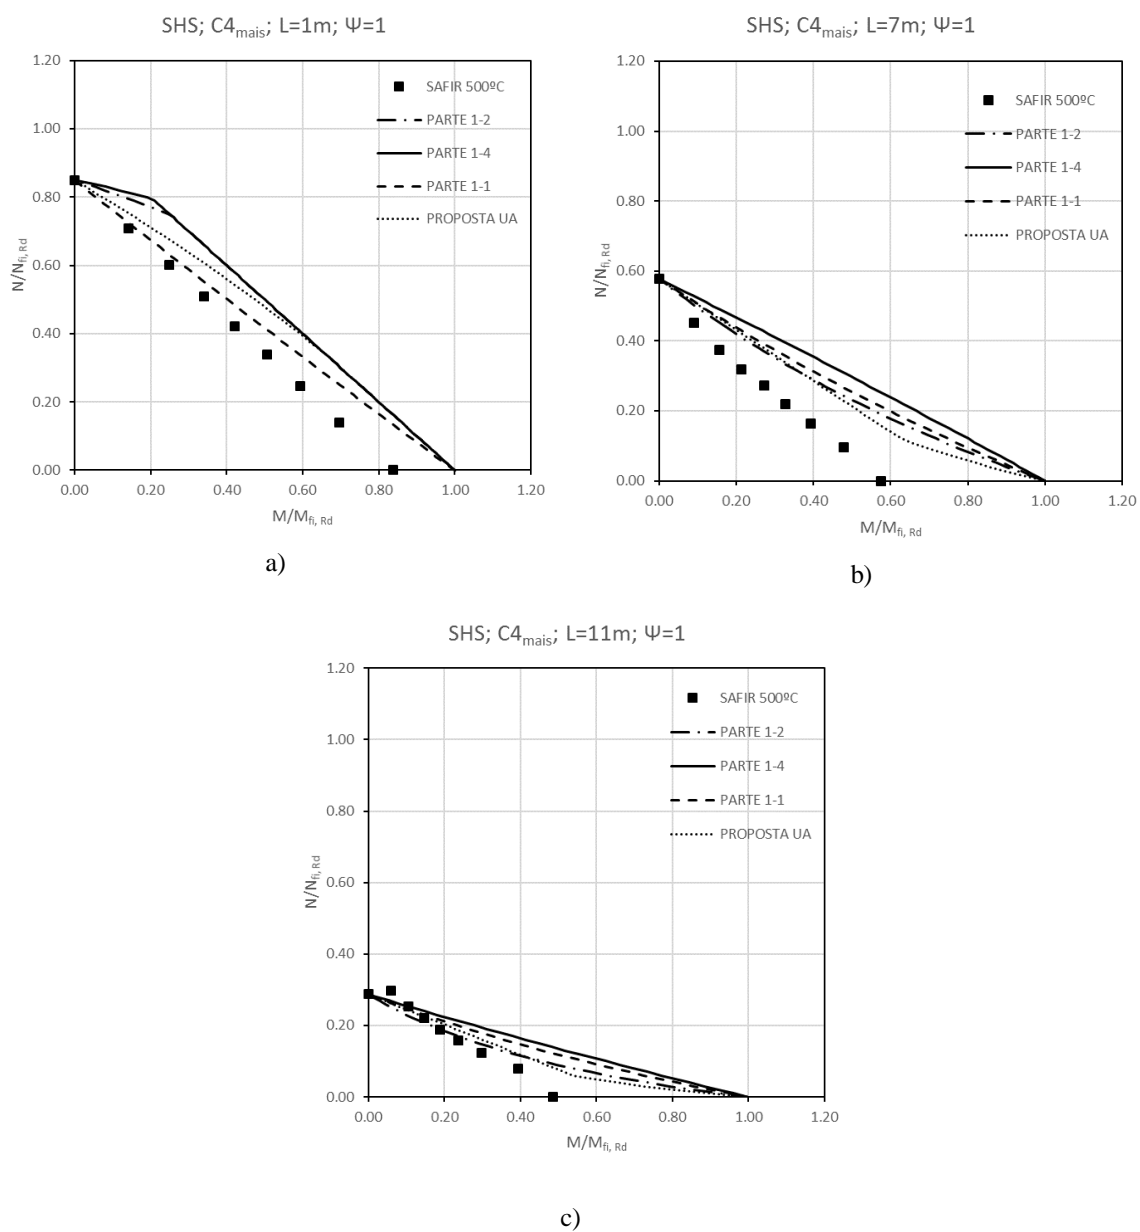 SHS; C4mais; L=1m; Ψ=1
1.20
1.00
0.80
0.60
0.40
0.20
0.00
N/Nfi, Rd
0.00 0.20 0.40 0.60 0.80 1.00 1.20
M/Mfi, Rd
SAFIR 500ºC
PARTE 1-2
PARTE 1-4
PARTE 1-1
PROPOSTA UA
a)
SHS; C4mais; L=7m; Ψ=1
1.20
1.00
0.80
0.60
0.40
0.20
0.00
N/Nfi, Rd
0.00 0.20 0.40 0.60 0.80 1.00 1.20
M/Mfi, Rd
SAFIR 500ºC
PARTE 1-2
PARTE 1-4
PARTE 1-1
PROPOSTA UA
b)
SHS; C4mais; L=11m; Ψ=1
1.20
1.00
0.80
0.60
0.40
0.20
0.00
N/Nfi, Rd
0.00 0.20 0.40 0.60 0.80 1.00 1.20
M/Mfi, Rd
SAFIR 500ºC
PARTE 1-2
PARTE 1-4
PARTE 1-1
PROPOSTA UA
c)